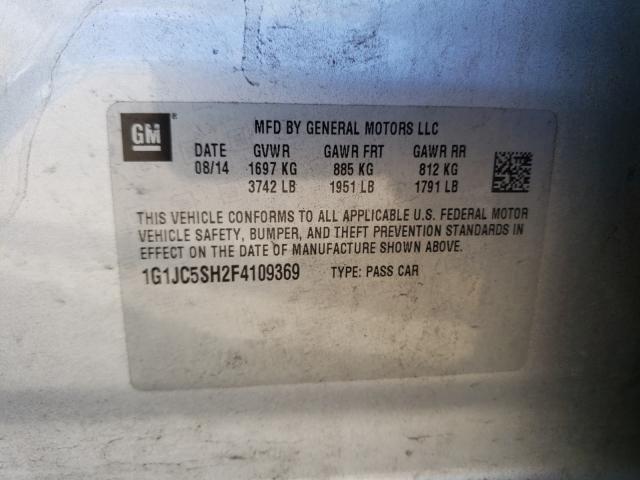 GM ®
MFD BY GENERAL MOTORS LLC
DATE GVWR GAWR FRT GAWR RR
08/14 1697 KG 885 KG 812 KG
3742 LB 1951 LB 1791 LB
THIS VEHICLE CONFORMS TO ALL APPLICABLE U.S. FEDERAL MOTOR
VEHICLE SAFETY, BUMPER, AND THEFT PREVENTION STANDARDS IN
EFFECT ON THE DATE OF MANUFACTURE SHOWN ABOVE.
1G1JC5SH2F4109369 TYPE: PASS CAR